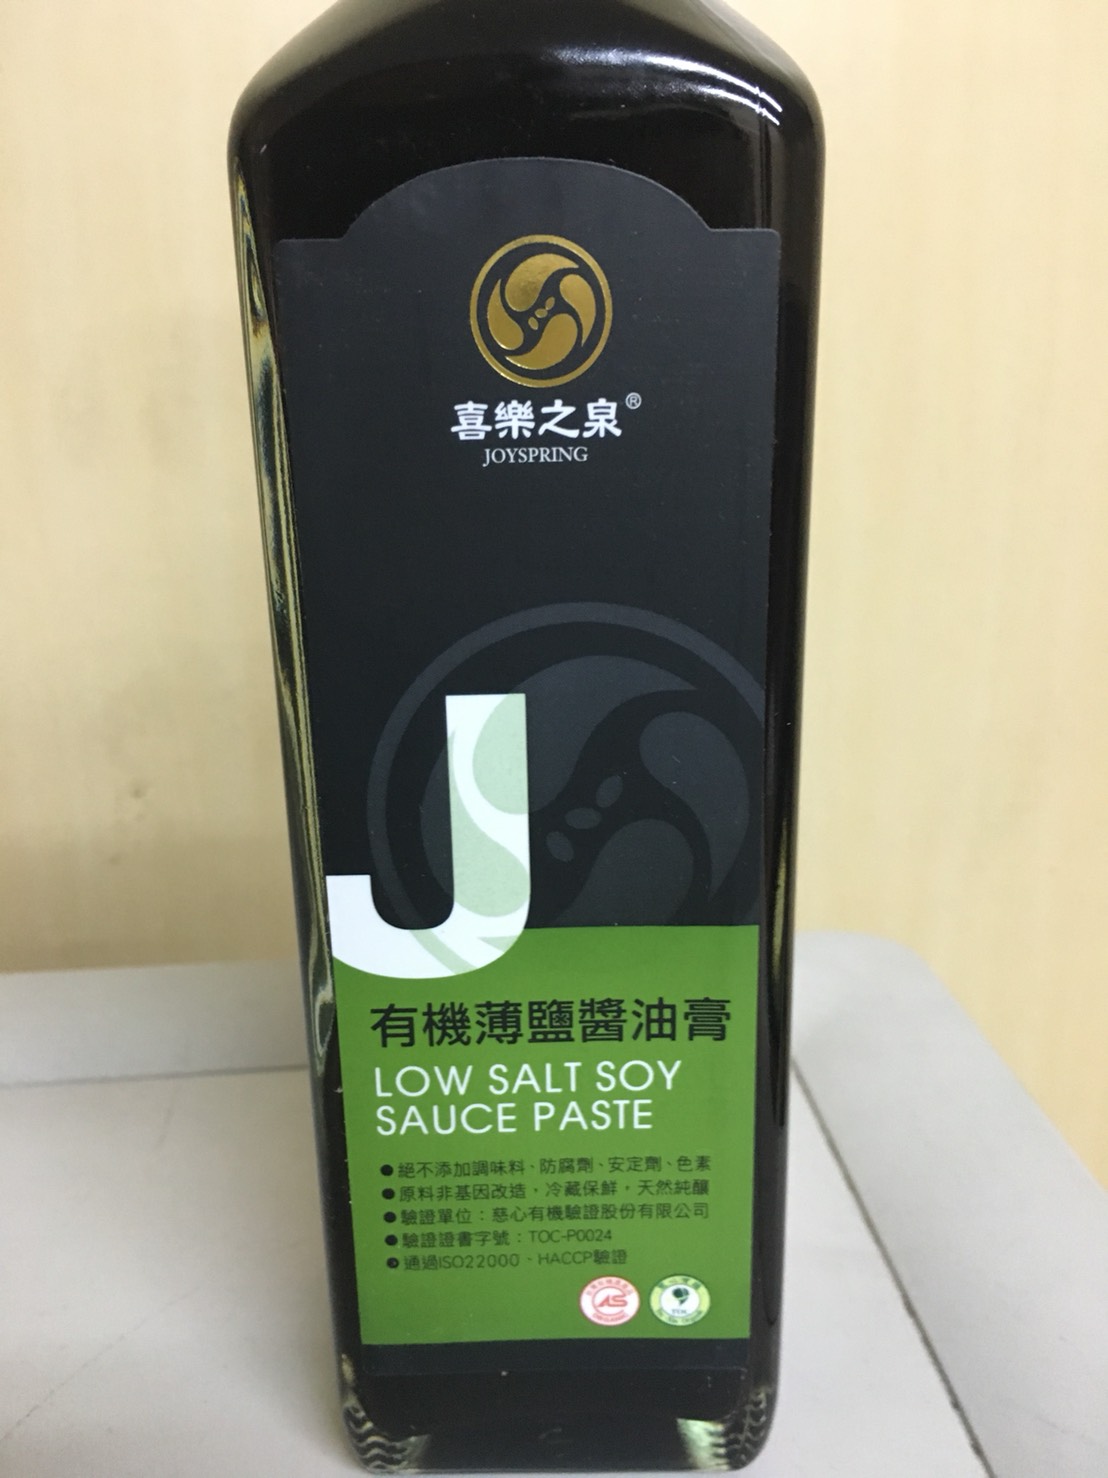 喜樂之泉®
JOYSPRING
J
有機薄鹽醬油膏
LOW SALT SOY
SAUCE PASTE
●絕不添加調味料、防腐劑、安定劑、色素
●原料非基因改造，冷藏保鮮，天然純釀
●驗證單位：慈心有機驗證股份有限公司
●驗證證書字號：TOC-P0024
●通過ISO22000、HACCP驗證